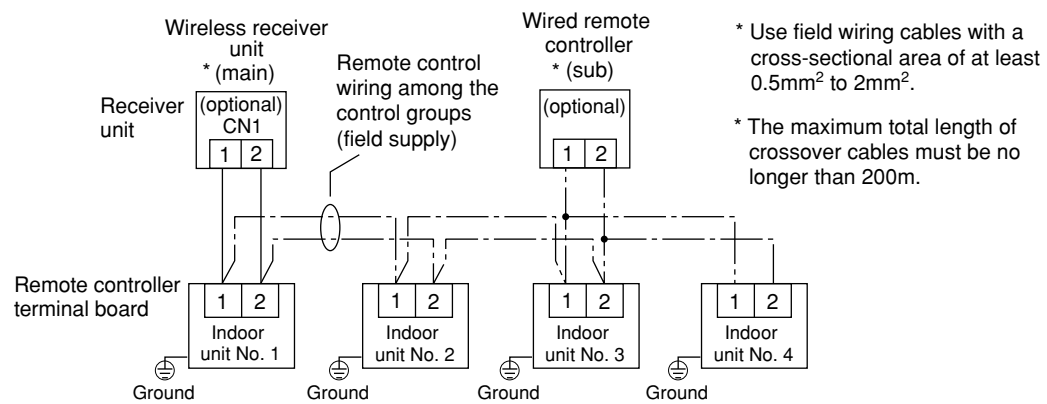 Wireless receiver
unit
* (main)
Receiver
unit
(optional)
CN1
1 2
Remote control
wiring among the
control groups
(field supply)
Wired remote
controller
* (sub)
(optional)
1 2
* Use field wiring cables with a
cross-sectional area of at least
0.5mm² to 2mm².
* The maximum total length of
crossover cables must be no
longer than 200m.
Remote controller
terminal board
1 2
Indoor
unit No. 1
Ground
1 2
Indoor
unit No. 2
Ground
1 2
Indoor
unit No. 3
Ground
1 2
Indoor
unit No. 4
Ground